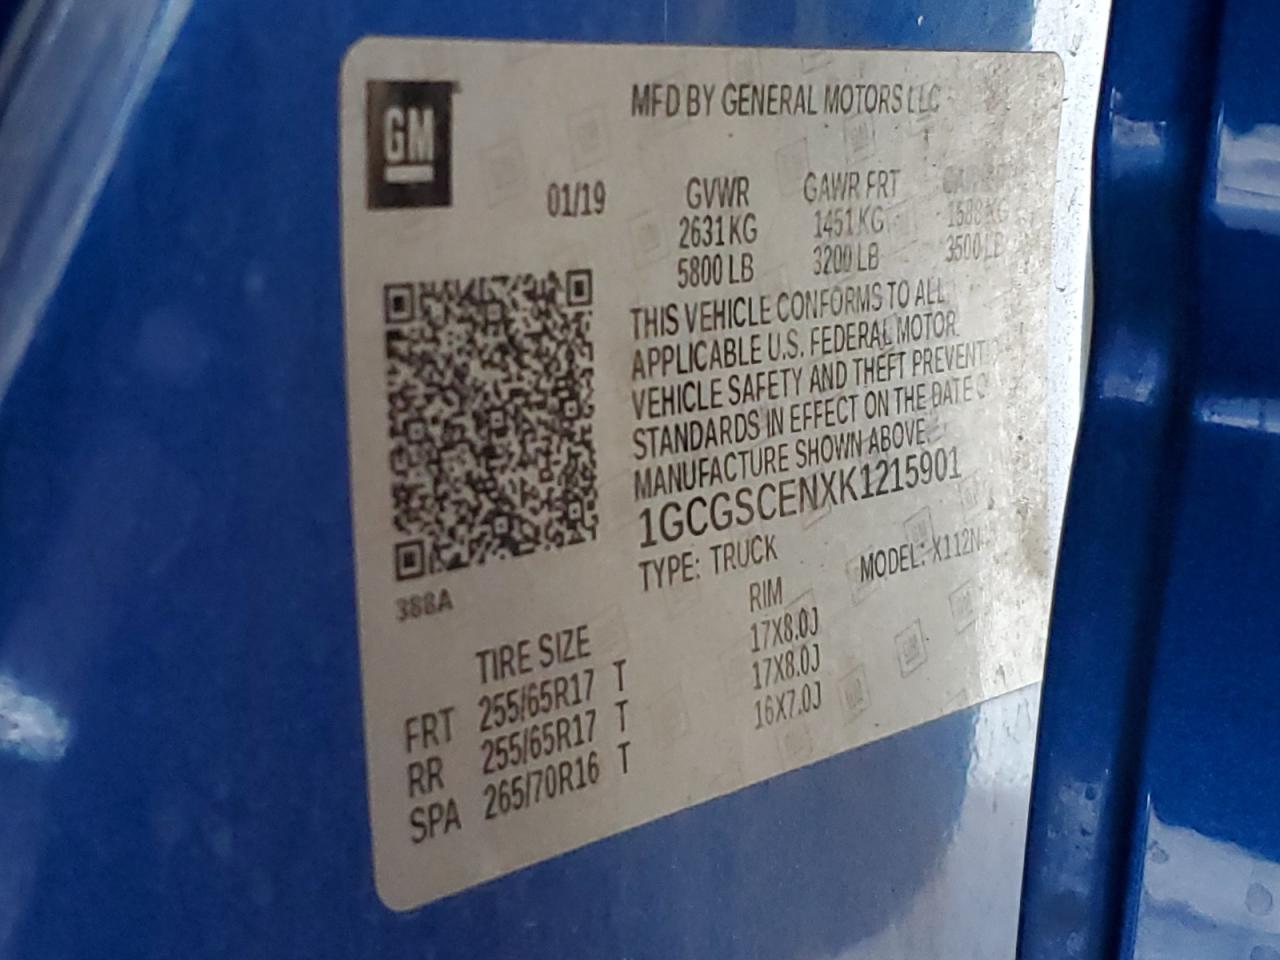 GM
MFD BY GENERAL MOTORS LLC
01/19 GVWR GAWR FRT
2631 KG 1451 KG 1588 KG
5800 LB 3200 LB 3500 LB
THIS VEHICLE CONFORMS TO ALL
APPLICABLE U.S. FEDERAL MOTOR
VEHICLE SAFETY AND THEFT PREVENT
STANDARDS IN EFFECT ON THE DATE
MANUFACTURE SHOWN ABOVE.
1GCGSCENXK1215901
TYPE: TRUCK MODEL:
388A
TIRE SIZE RIM
FRT 255/65R17 T 17X8.0J
RR 255/65R17 T 17X8.0J
SPA 265/70R16 T 16X7.0J